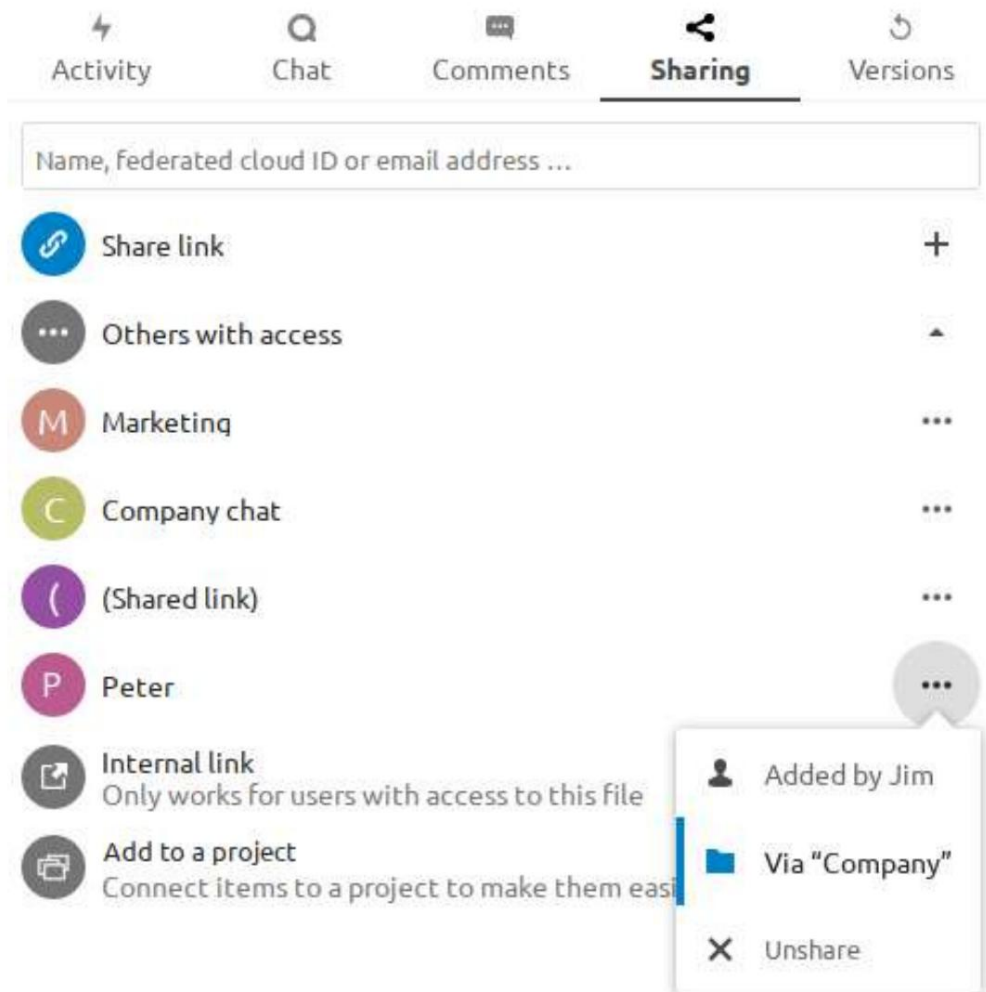 Activity
Chat
Comments
Sharing
Versions
Name, federated cloud ID or email address …
Share link
Others with access
M
Marketing
C
Company chat
(
(Shared link)
P
Peter
Internal link
Only works for users with access to this file
Add to a project
Connect items to a project to make them easi
Added by Jim
Via “Company”
Unshare